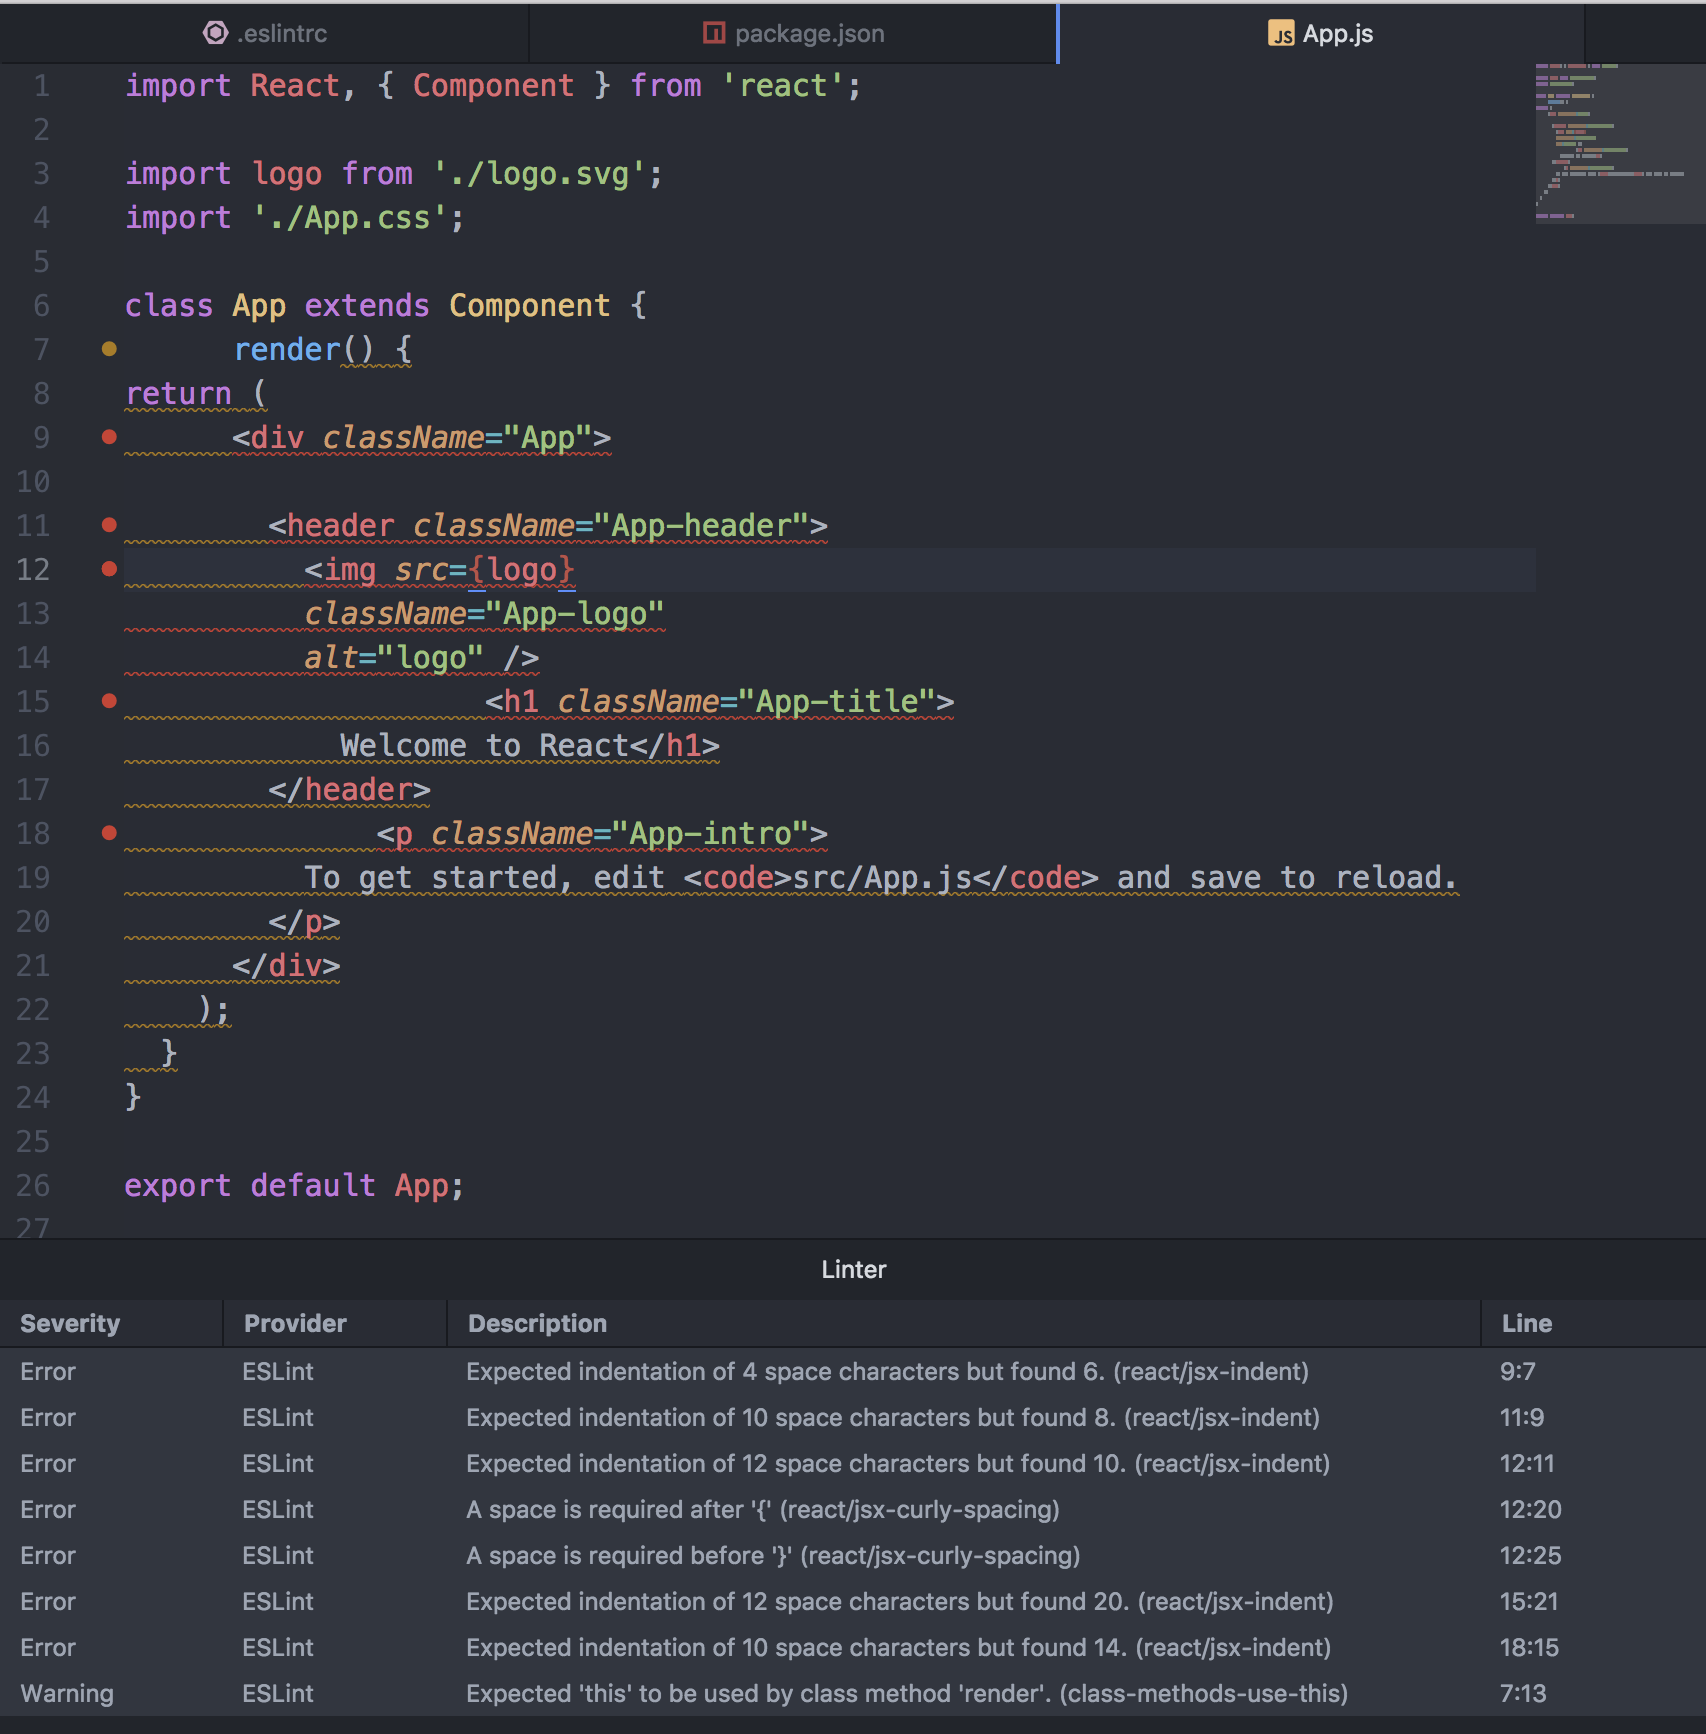 .eslintrc
package.json
JS App.js
1 import React, { Component } from 'react';
2
3 import logo from './logo.svg';
4 import './App.css';
5
6 class App extends Component {
7       render() {
8 return (
9       <div className="App">
10
11         <header className="App-header">
12           <img src={logo}
13           className="App-logo"
14           alt="logo" />
15                     <h1 className="App-title">
16             Welcome to React</h1>
17         </header>
18               <p className="App-intro">
19           To get started, edit <code>src/App.js</code> and save to reload.
20         </p>
21       </div>
22     );
23   }
24 }
25
26 export default App;
27
Linter
Severity Provider Description Line
Error ESLint Expected indentation of 4 space characters but found 6. (react/jsx-indent) 9:7
Error ESLint Expected indentation of 10 space characters but found 8. (react/jsx-indent) 11:9
Error ESLint Expected indentation of 12 space characters but found 10. (react/jsx-indent) 12:11
Error ESLint A space is required after '{' (react/jsx-curly-spacing) 12:20
Error ESLint A space is required before '}' (react/jsx-curly-spacing) 12:25
Error ESLint Expected indentation of 12 space characters but found 20. (react/jsx-indent) 15:21
Error ESLint Expected indentation of 10 space characters but found 14. (react/jsx-indent) 18:15
Warning ESLint Expected 'this' to be used by class method 'render'. (class-methods-use-this) 7:13